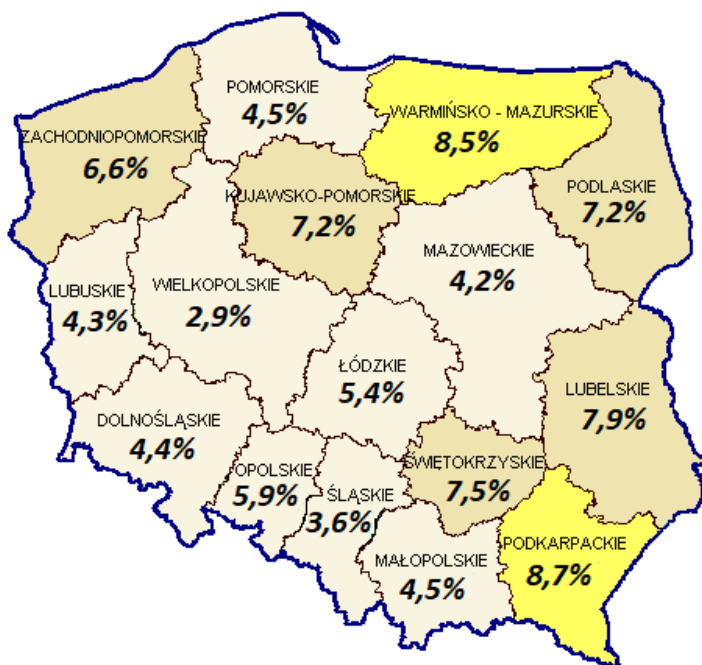 POMORSKIE
4,5%
WARMIŃSKO - MAZURSKIE
8,5%
ZACHODNIOPOMORSKIE
6,6%
KUJAWSKO-POMORSKIE
7,2%
PODLASKIE
7,2%
MAZOWIECKIE
4,2%
LUBUSKIE
4,3%
WIELKOPOLSKIE
2,9%
ŁÓDZKIE
5,4%
LUBELSKIE
7,9%
DOLNOŚLĄSKIE
4,4%
OPOLSKIE
5,9%
ŚLĄSKIE
3,6%
ŚWIĘTOKRZYSKIE
7,5%
MAŁOPOLSKIE
4,5%
PODKARPACKIE
8,7%